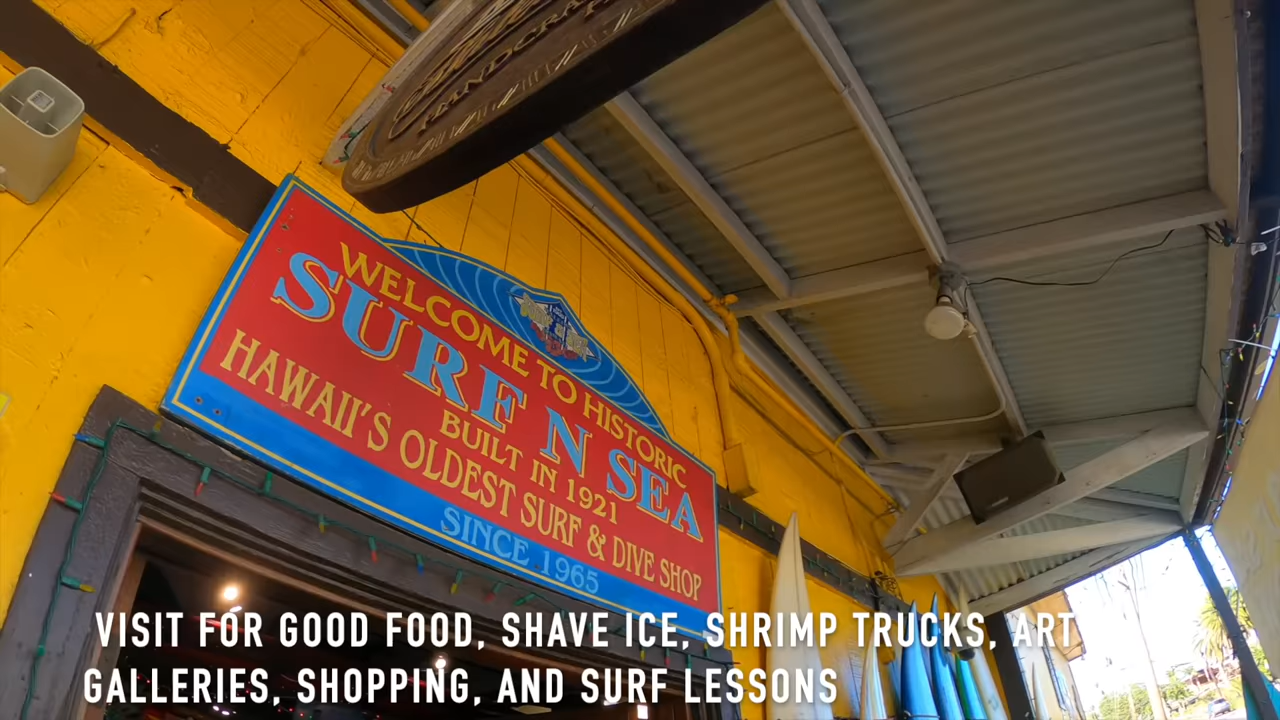 HANDCRA
WELCOME TO HISTORIC
SURF N SEA
BUILT IN 1921
HAWAII'S OLDEST SURF & DIVE SHOP
SINCE 1965
VISIT FOR GOOD FOOD, SHAVE ICE, SHRIMP TRUCKS, ART
GALLERIES, SHOPPING, AND SURF LESSONS